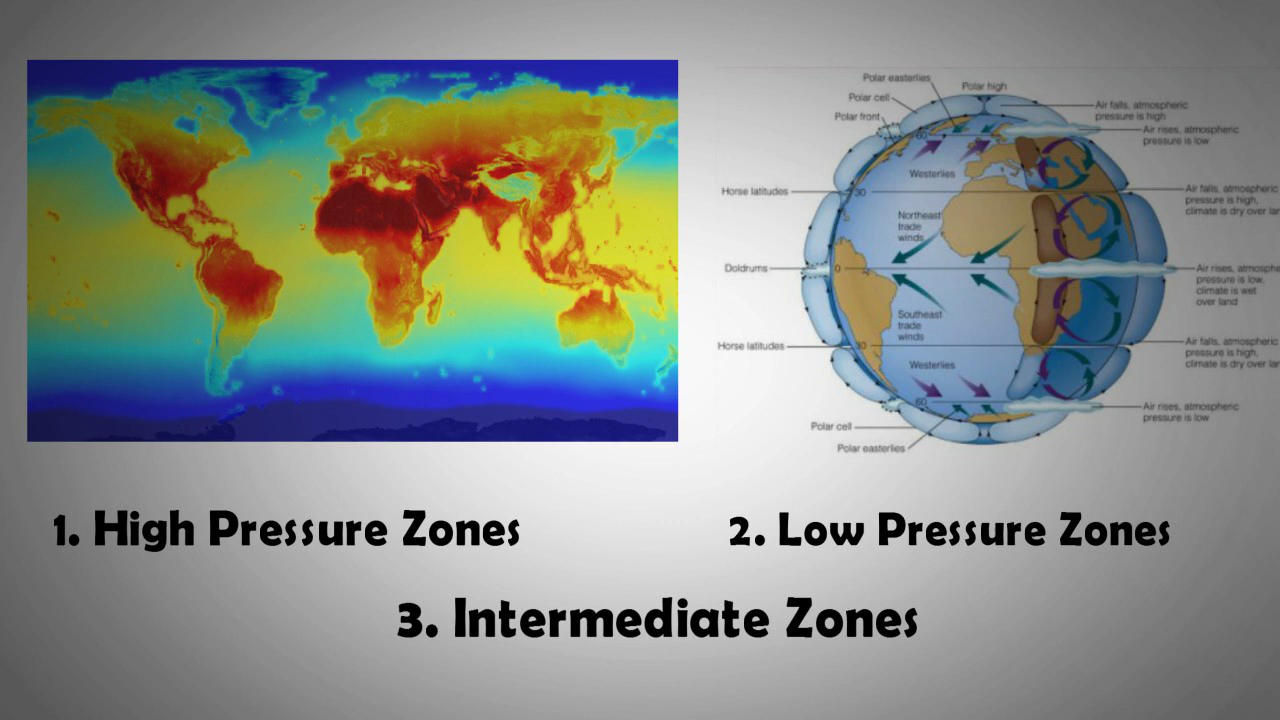 Polar easterlies
Polar high
Polar cell
Air falls, atmospheric
pressure is high
Polar front
Air rises, atmospheric
pressure is low
60
Westerlies
Horse latitudes
30
Air falls, atmospheric
pressure is high,
climate is dry over
Northeast
trade
winds
Doldrums
0
Air rises,
pressure is low,
climate is wet
over land
Southeast
trade
winds
Horse latitudes
30
Air falls, atmospheric
pressure is high,
climate is dry over
Westerlies
60
Air rises, atmospheric
pressure is low
Polar cell
Polar easterlies
1. High Pressure Zones
2. Low Pressure Zones
3. Intermediate Zones